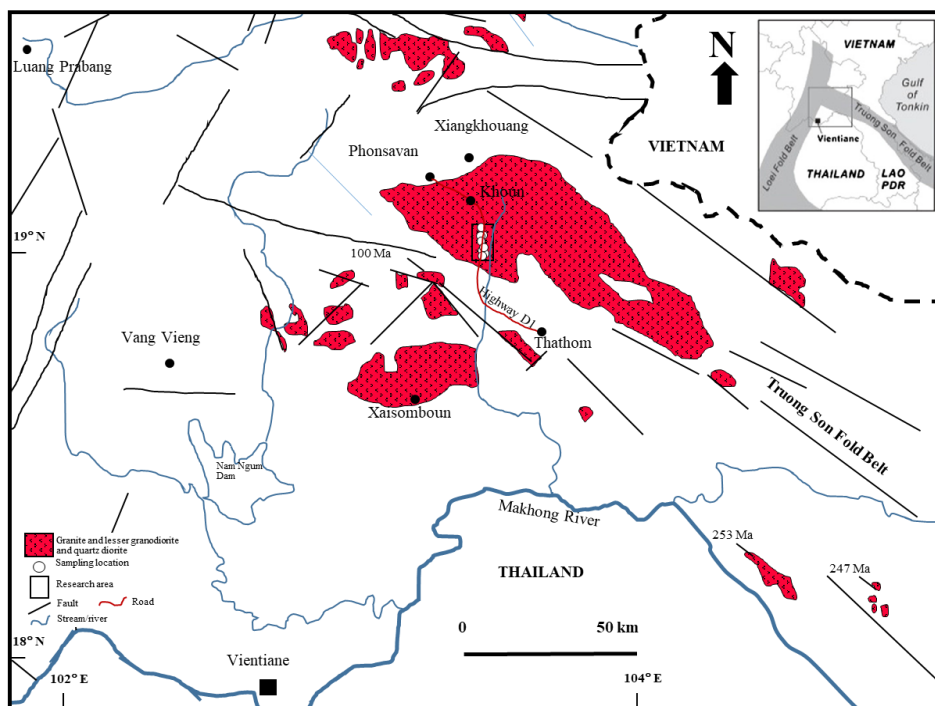 Luang Prabang
N
VIETNAM
Gulf
of
Tonkin
Truong Son. Fold Belt
Vientiane
Loei Fold Belt
THAILAND
LAO
PDR
Xiangkhouang
VIETNAM
Phonsavan
Khoun
19° N
100 Ma
Highway D1
Thathom
Vang Vieng
Xaisomboun
Truong Son Fold Belt
Nam Ngum
Dam
Makhong River
253 Ma
247 Ma
THAILAND
Granite and lesser granodiorite
and quartz diorite
Sampling location
Research area
Fault
Road
Stream/river
0
50 km
18° N
Vientiane
102° E
104° E